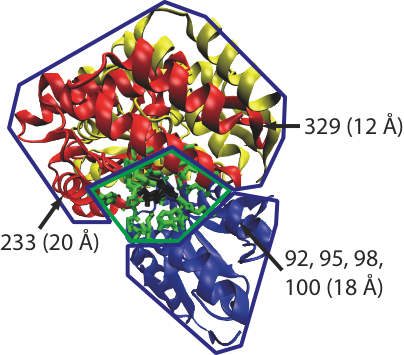 329 (12 Å)
233 (20 Å)
92, 95, 98,
100 (18 Å)